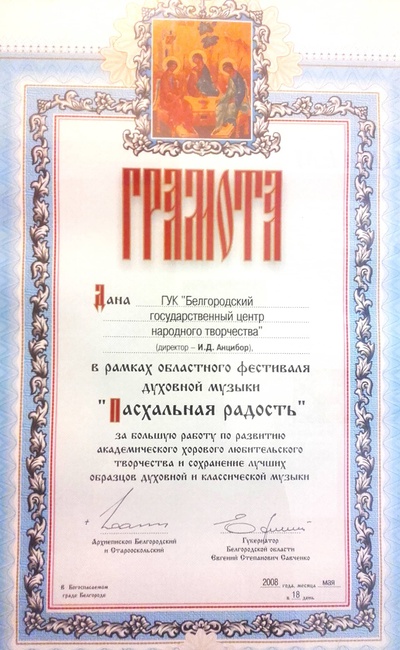 ГРАМОТА
Дана ГУК "Белгородский
государственный центр
народного творчества"
(директор – И.Д. Анцибор),
в рамках областного фестиваля
духовной музыки
"Пасхальная радость"
за большую работу по развитию
академического хорового любительского
творчества и сохранение лучших
образцов духовной и классической музыки
Архиепископ Белгородский
и Старооскольский
Губернатор
Белгородской области
Евгений Степанович Савченко
В Богоспасаемом
граде Белгороде
2008 года, месяца мая
в 18 день